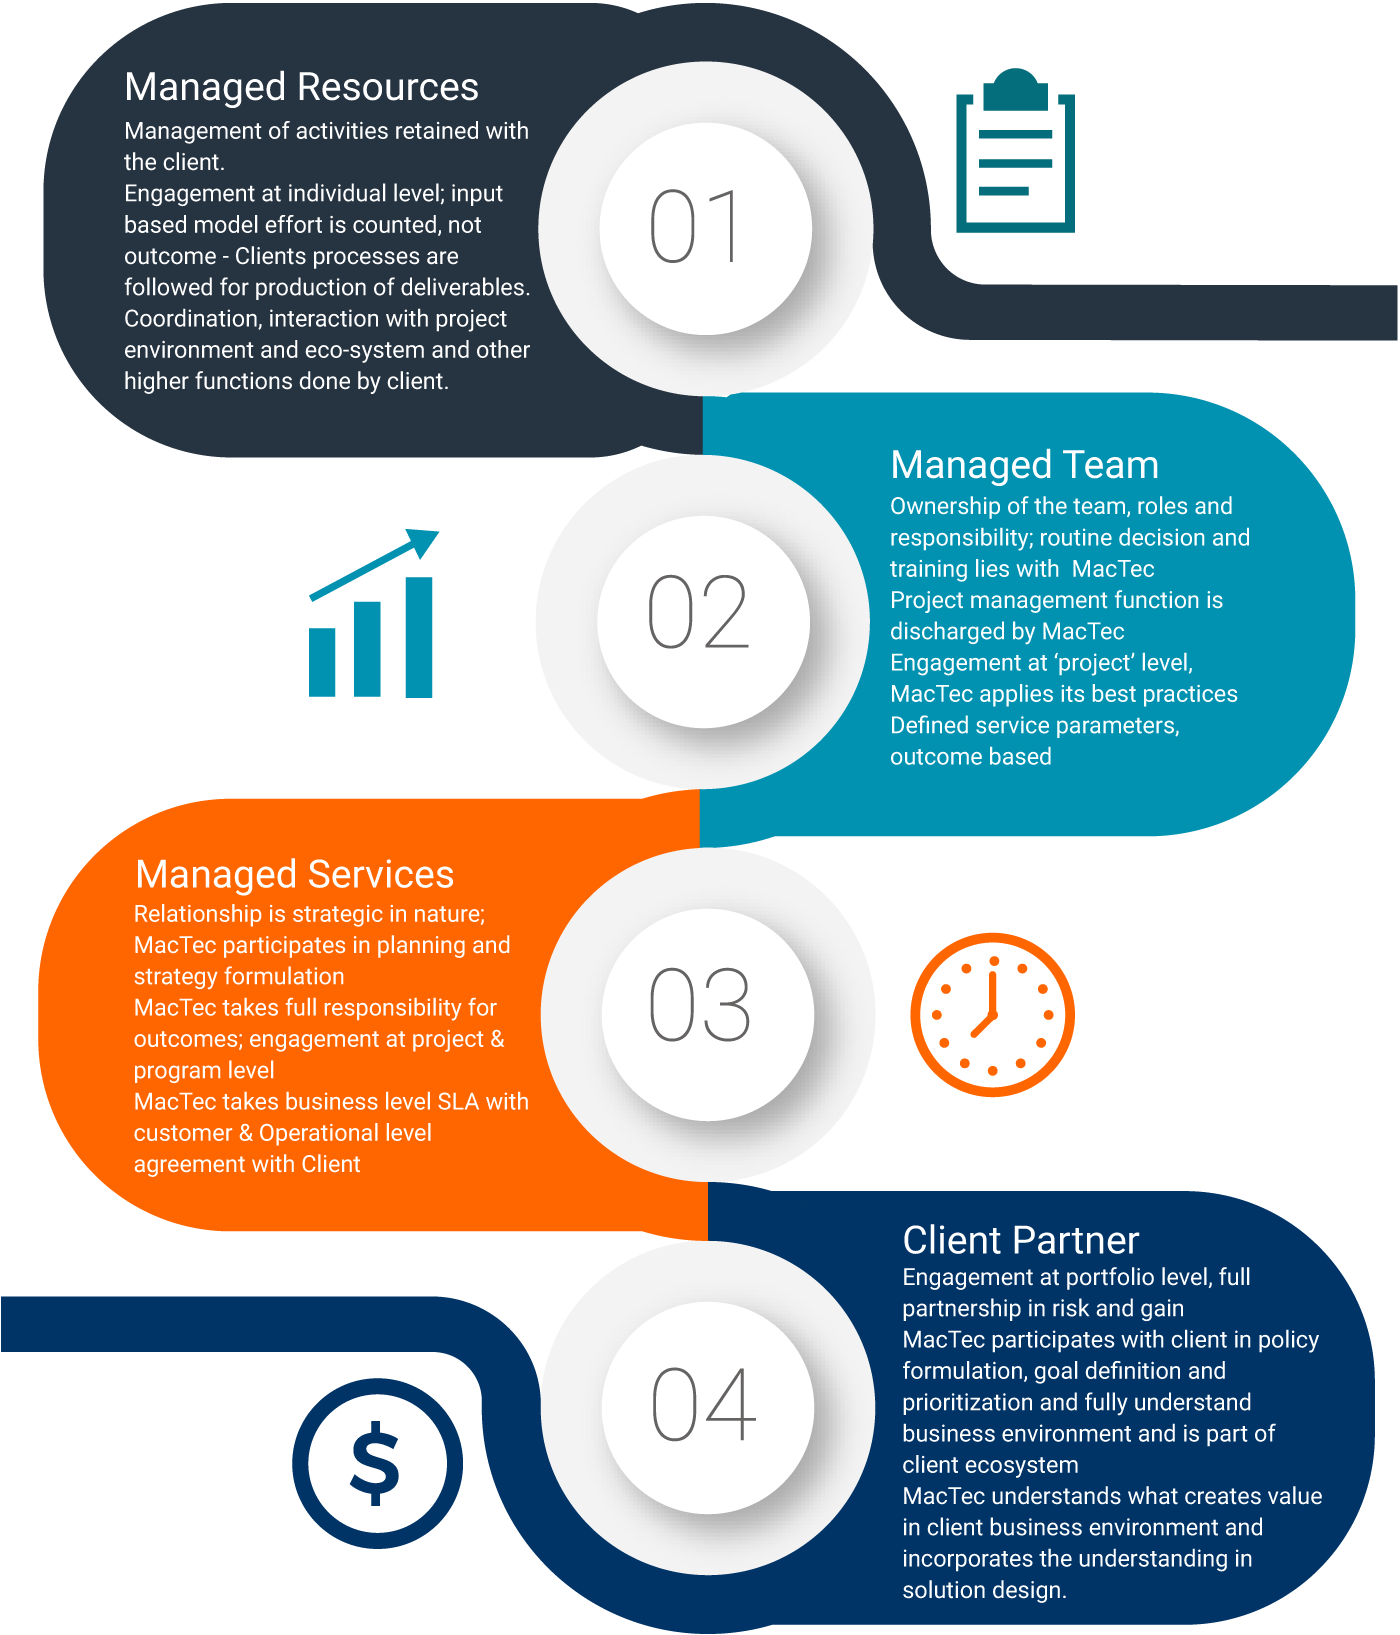 Managed Resources
Management of activities retained with
the client.
Engagement at individual level; input
based model effort is counted, not
outcome - Clients processes are
followed for production of deliverables.
Coordination, interaction with project
environment and eco-system and other
higher functions done by client.
01
Managed Team
Ownership of the team, roles and
responsibility; routine decision and
training lies with  MacTec
Project management function is
discharged by MacTec
Engagement at ‘project’ level,
MacTec applies its best practices
Defined service parameters,
outcome based
02
Managed Services
Relationship is strategic in nature;
MacTec participates in planning and
strategy formulation
MacTec takes full responsibility for
outcomes; engagement at project &
program level
MacTec takes business level SLA with
customer & Operational level
agreement with Client
03
Client Partner
Engagement at portfolio level, full
partnership in risk and gain
MacTec participates with client in policy
formulation, goal definition and
prioritization and fully understand
business environment and is part of
client ecosystem
MacTec understands what creates value
in client business environment and
incorporates the understanding in
solution design.
04
$